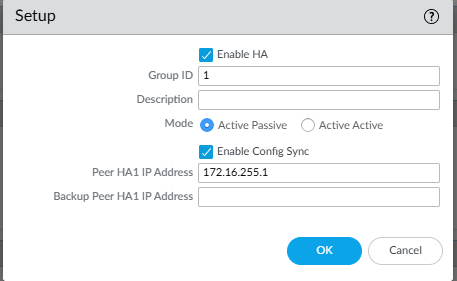 Setup
?
Enable HA
Group ID 1
Description
Mode Active Passive Active Active
Enable Config Sync
Peer HA1 IP Address 172.16.255.1
Backup Peer HA1 IP Address
OK Cancel